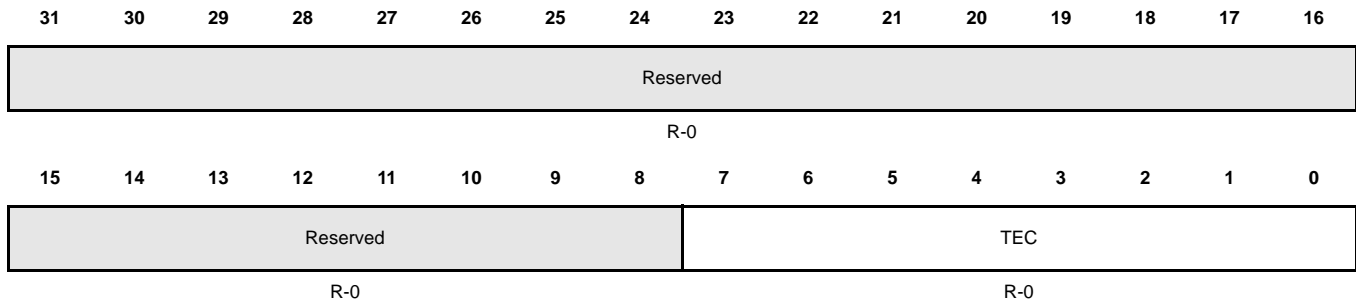 31 30 29 28 27 26 25 24 23 22 21 20 19 18 17 16
Reserved
R-0
15 14 13 12 11 10 9 8 7 6 5 4 3 2 1 0
Reserved TEC
R-0 R-0